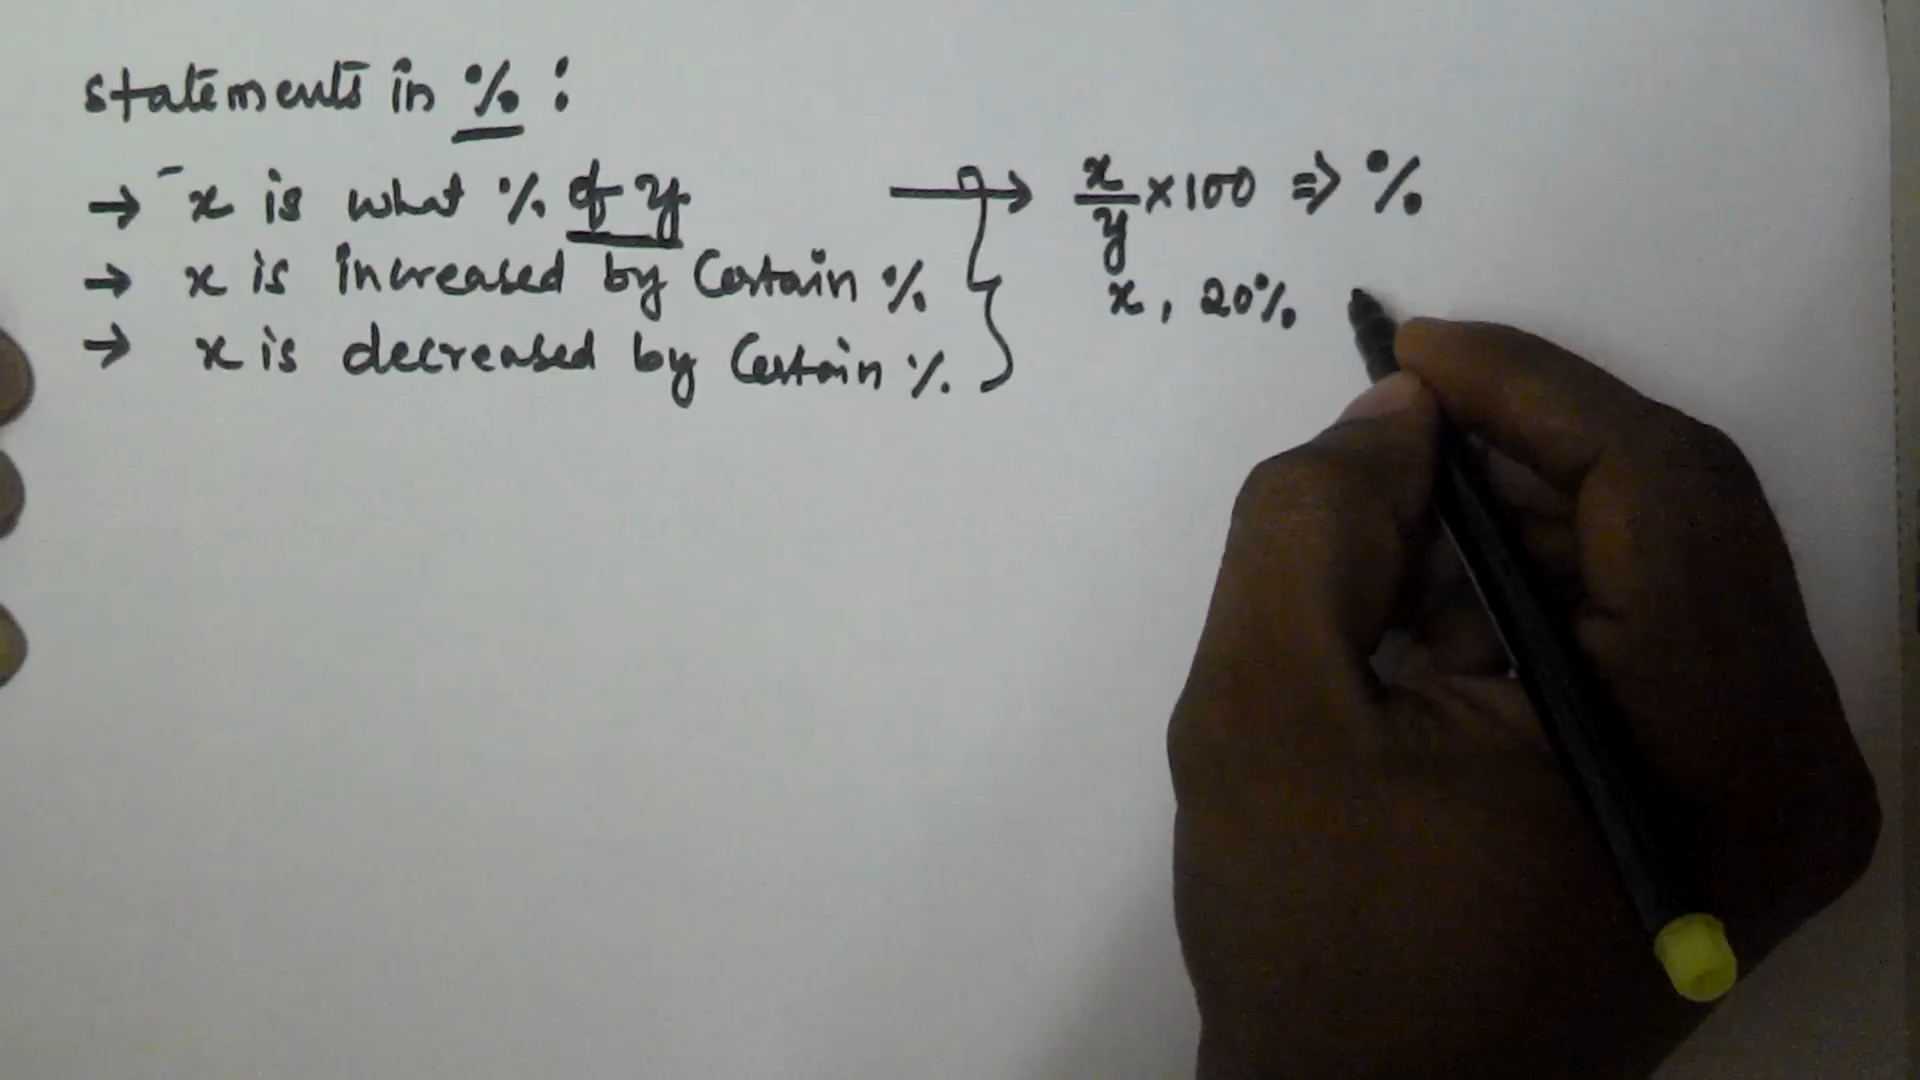 statements in % :
→ x is what % of y → x/y × 100 ⇒ %
→ x is increased by Certain % x, 20%
→ x is decreased by Certain %